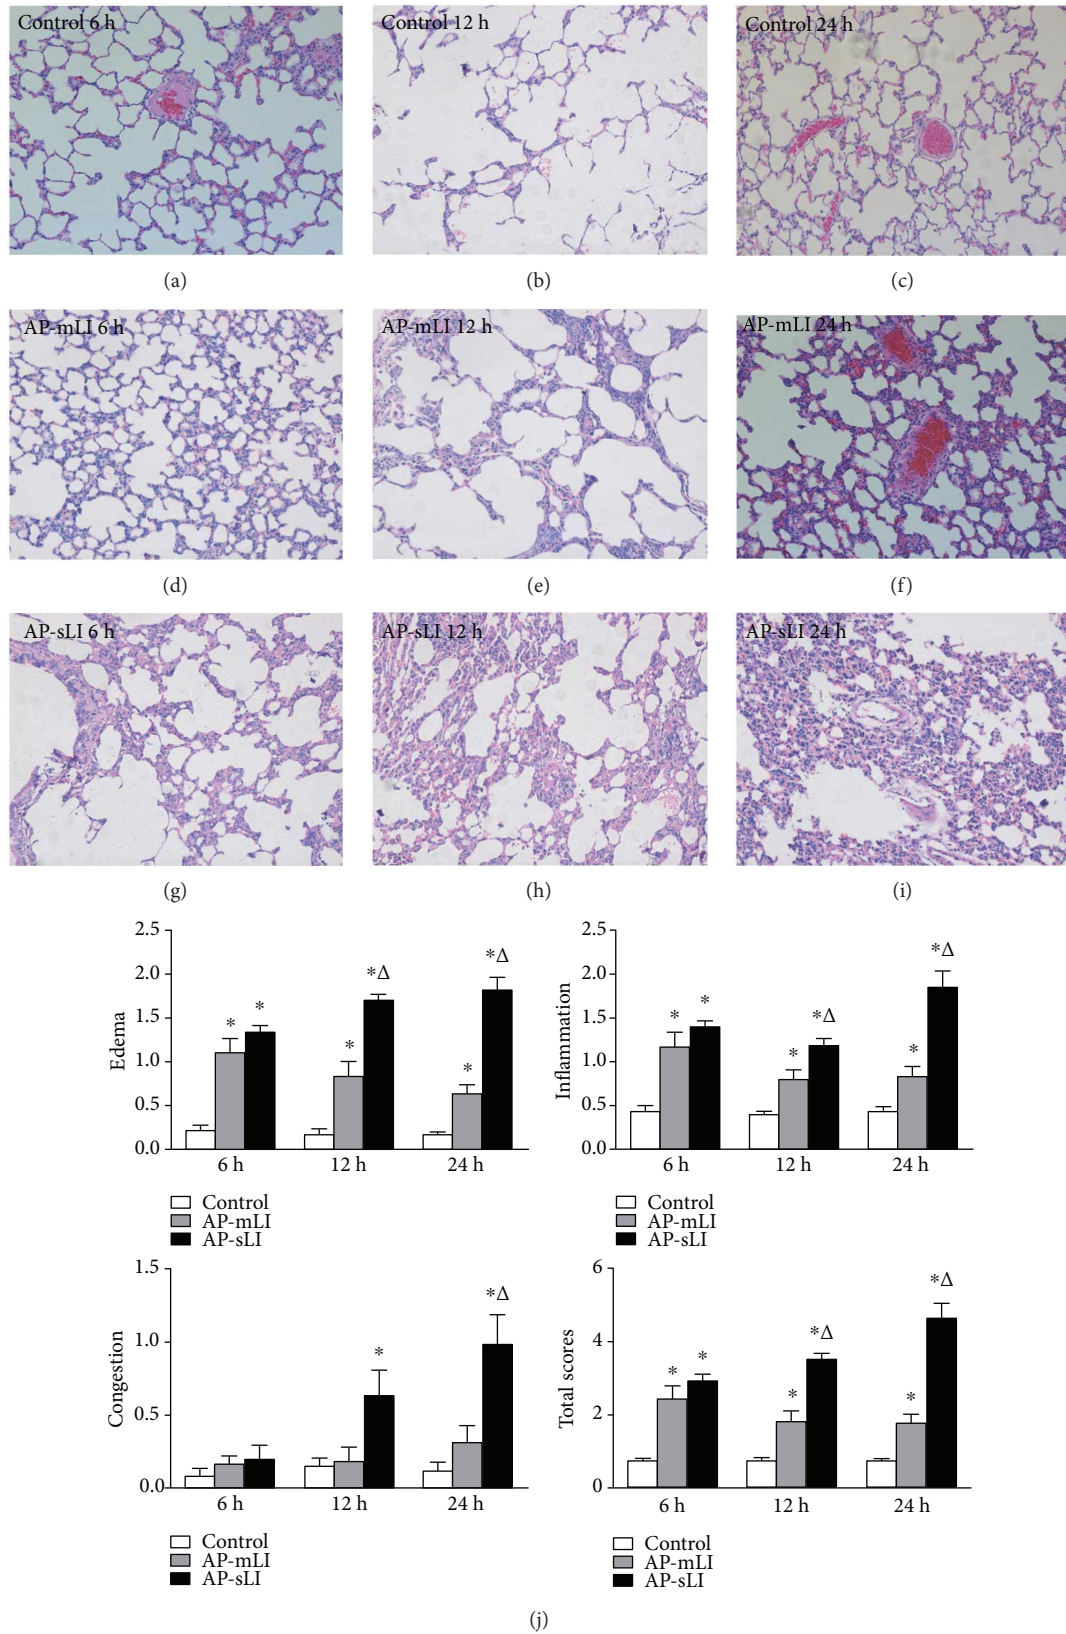 Control 6 h
Control 12 h
Control 24 h
(a)
(b)
(c)
AP-mLI 6 h
AP-mLI 12 h
AP-mLI 24 h
(d)
(e)
(f)
AP-sLI 6 h
AP-sLI 12 h
AP-sLI 24 h
(g)
(h)
(i)
Edema
2.5
2.0
1.5
1.0
0.5
0.0
* *
*
*Δ
*
*Δ
6 h 12 h 24 h
Control
AP-mLI
AP-sLI
Inflammation
2.5
2.0
1.5
1.0
0.5
0.0
* *
*
*Δ
*
*Δ
6 h 12 h 24 h
Control
AP-mLI
AP-sLI
Congestion
1.5
1.0
0.5
0.0
*
*Δ
6 h 12 h 24 h
Control
AP-mLI
AP-sLI
Total scores
6
4
2
0
* *
*
*Δ
*
*Δ
6 h 12 h 24 h
Control
AP-mLI
AP-sLI
(j)